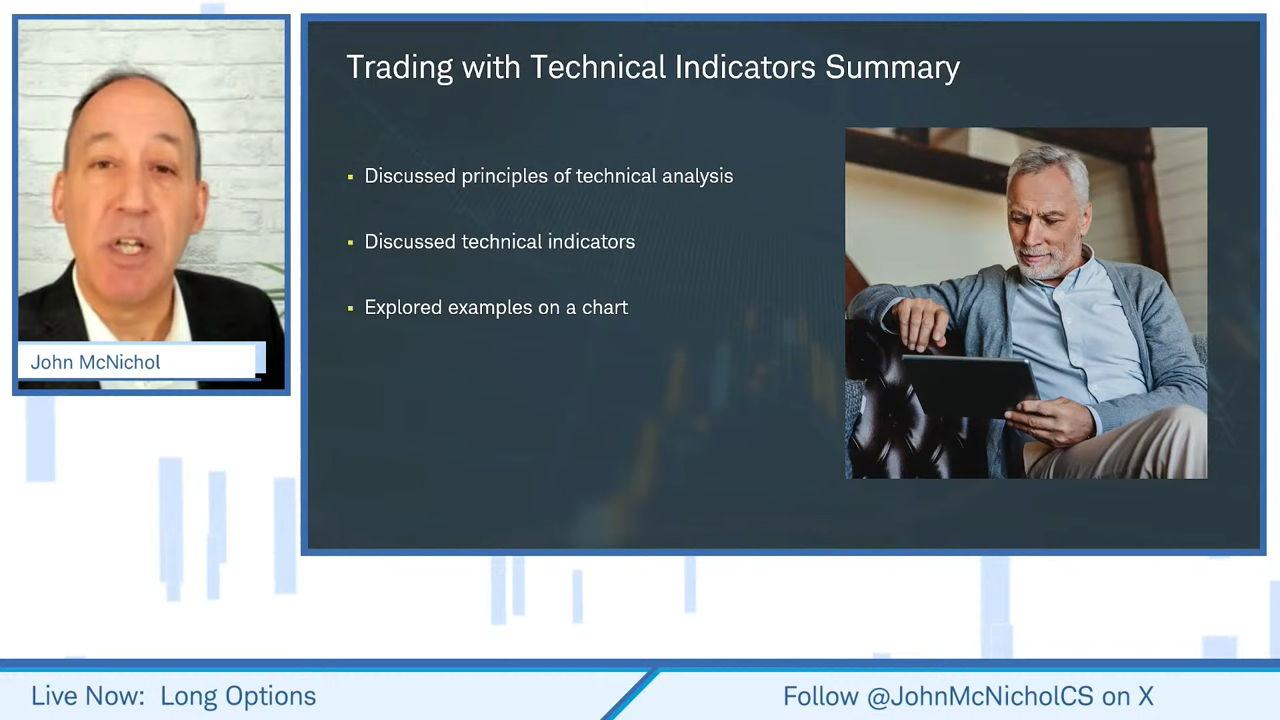 Trading with Technical Indicators Summary
Discussed principles of technical analysis
Discussed technical indicators
Explored examples on a chart
John McNichol
Live Now: Long Options
Follow @JohnMcNicholCS on X